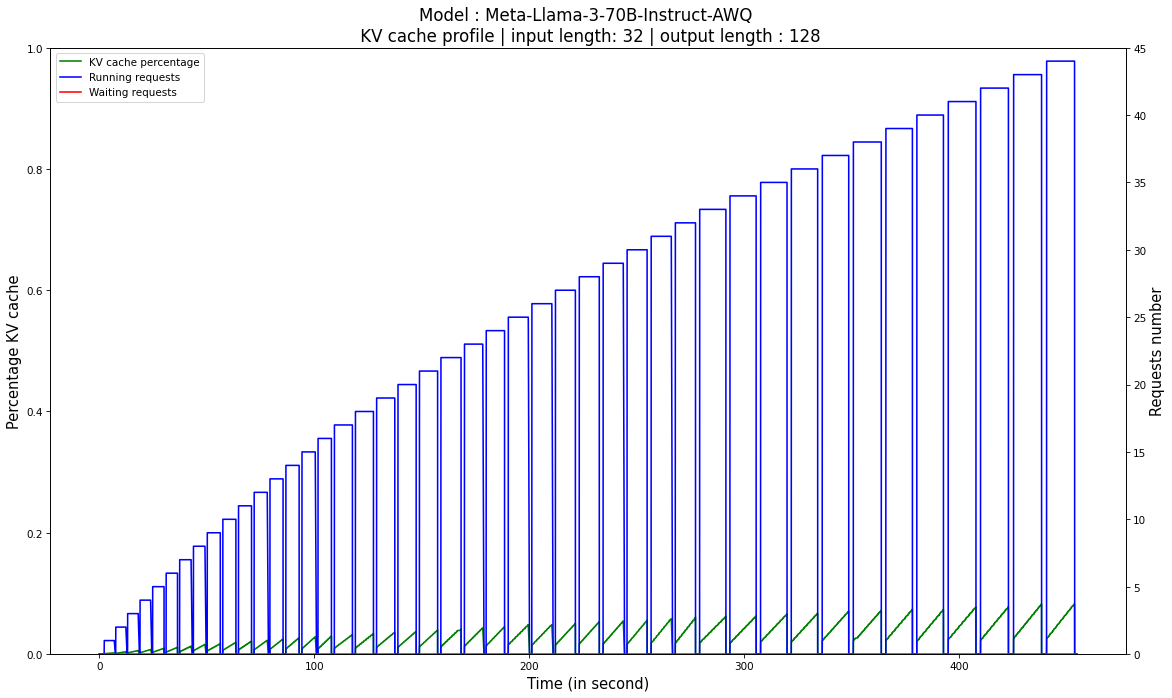 Model : Meta-Llama-3-70B-Instruct-AWQ
KV cache profile | input length: 32 | output length : 128
KV cache percentage
Running requests
Waiting requests
Percentage KV cache
1.0
0.8
0.6
0.4
0.2
0.0
45
40
35
30
25
20
15
10
5
0
Requests number
0 100 200 300 400
Time (in second)